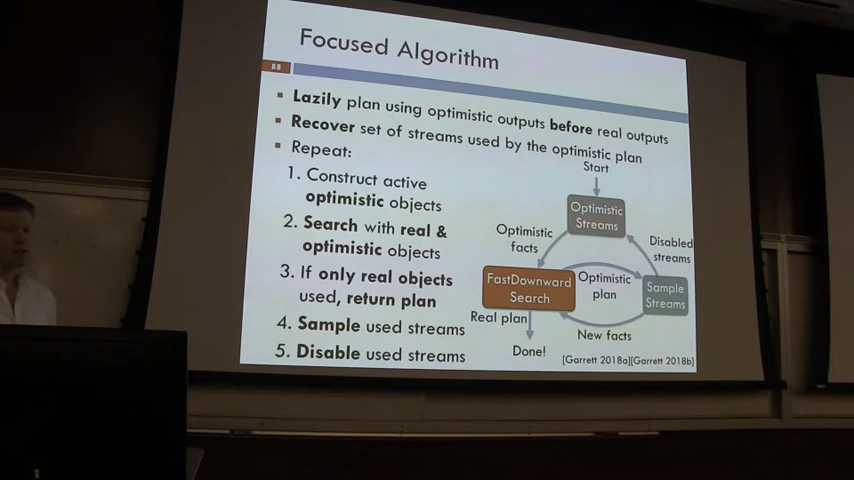 Focused Algorithm
88
▪ Lazily plan using optimistic outputs before real outputs
▪ Recover set of streams used by the optimistic plan
▪ Repeat:
1. Construct active
optimistic objects
2. Search with real &
optimistic objects
3. If only real objects
used, return plan
4. Sample used streams
5. Disable used streams
Start
Optimistic
Streams
Optimistic
facts
Disabled
streams
FastDownward
Search
Optimistic
plan
Sample
Streams
Real plan
New facts
Done!
[Garrett 2018a][Garrett 2018b]